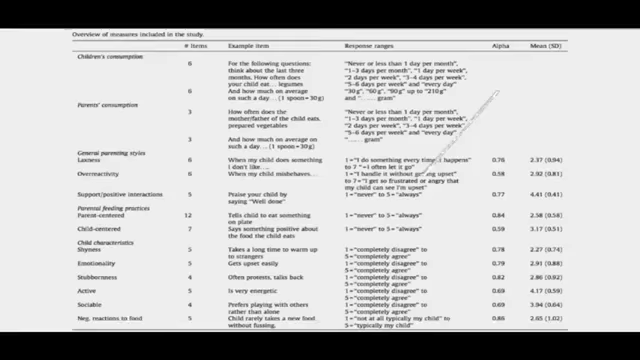 Overview of measures included in the study.
# Items Example item Response ranges Alpha Mean (SD)
Children's consumption
6 For the following questions: "Never or less than 1 day per month",
think about the last three "1–3 days per month", "1 day per week",
months. How often does "2 days per week", "3–4 days per week",
your child eat… legumes "5–6 days per week" and "every day"
6 And how much on average "30g", "60g", "90g" up to "210g"
on such a day… (1 spoon=30g) and "…… gram"
Parents' consumption
3 How often does the "Never or less than 1 day per month",
mother/father of the child eats, "1–3 days per month", "1 day per week",
prepared vegetables "2 days per week", "3–4 days per week",
"5–6 days per week" and "every day"
3 And how much on average on "…… gram"
such a day… (1 spoon=30g)
General parenting styles
Laxness 6 When my child does something 1="I do something every time it happens 0.76 2.37 (0.94)
I don't like… to 7 "I often let it go"
Overreactivity 6 When my child misbehaves… 1="I handle it without getting upset" to 0.58 2.92 (0.81)
7="I get so frustrated or angry that
my child can see I'm upset"
Support/positive interactions 5 Praise your child by 1="never" to 5="always" 0.77 4.41 (0.41)
saying "Well done"
Parental feeding practices
Parent-centered 12 Tells child to eat something 1="never" to 5="always" 0.84 2.58 (0.56)
on plate
Child-centered 7 Says something positive about 1="never" to 5="always" 0.59 3.17 (0.51)
the food the child eats
Child characteristics
Shyness 5 Takes a long time to warm up 1="completely disagree" to 0.78 2.27 (0.74)
to strangers 5="completely agree"
Emotionality 5 Gets upset easily 1="completely disagree" to 0.79 2.91 (0.88)
5="completely agree"
Stubbornness 4 Often protests, talks back 1="completely disagree" to 0.82 2.86 (0.92)
5="completely agree"
Active 5 Is very energetic 1="completely disagree" to 0.69 4.17 (0.59)
5="completely agree"
Sociable 4 Prefers playing with others 1="completely disagree" to 0.69 3.94 (0.64)
rather than alone 5="completely agree"
Neg. reactions to food 5 Child rarely takes a new food 1="not at all typically my child" to 0.86 2.65 (1.02)
without fussing. 5="typically my child"